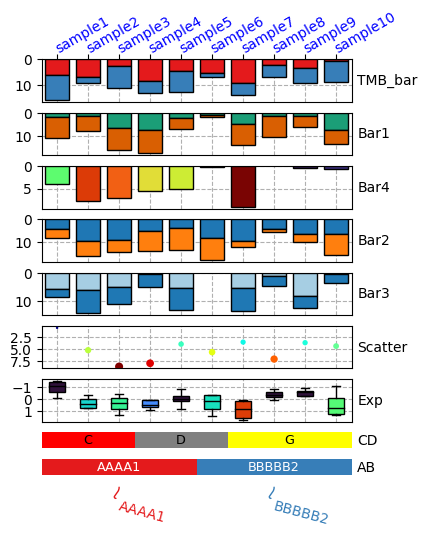 sample1 sample2 sample3 sample4 sample5 sample6 sample7 sample8 sample9 sample10
0
10
TMB_bar
0
10
Bar1
0
5
Bar4
0
10
Bar2
0
10
Bar3
2.5
5.0
7.5
Scatter
−1
0
1
Exp
C D G CD
AAAA1 BBBBB2 AB
AAAA1 BBBBB2